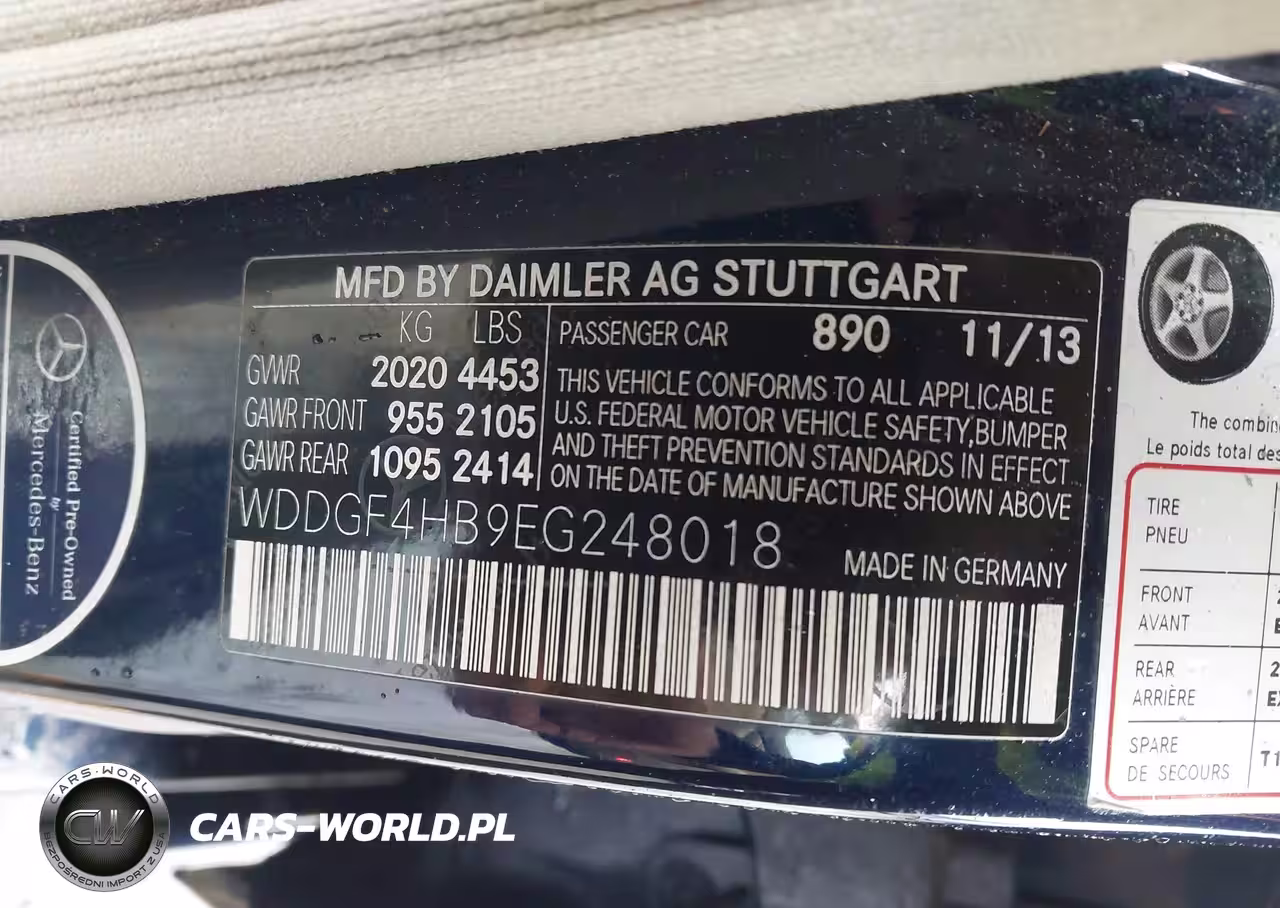 MFD BY DAIMLER AG STUTTGART
KG LBS
GVWR 2020 4453
GAWR FRONT 955 2105
GAWR REAR 1095 2414
PASSENGER CAR 890 11/13
THIS VEHICLE CONFORMS TO ALL APPLICABLE
U.S. FEDERAL MOTOR VEHICLE SAFETY,BUMPER
AND THEFT PREVENTION STANDARDS IN EFFECT
ON THE DATE OF MANUFACTURE SHOWN ABOVE
WDDGF4HB9EG248018
MADE IN GERMANY
Certified Pre-Owned
by
Mercedes-Benz
The combin
Le poids total des
TIRE
PNEU
FRONT
AVANT
REAR
ARRIÈRE
SPARE
DE SECOURS
T1
CARS-WORLD
CW
BEZPOŚREDNI IMPORT Z USA
CARS-WORLD.PL